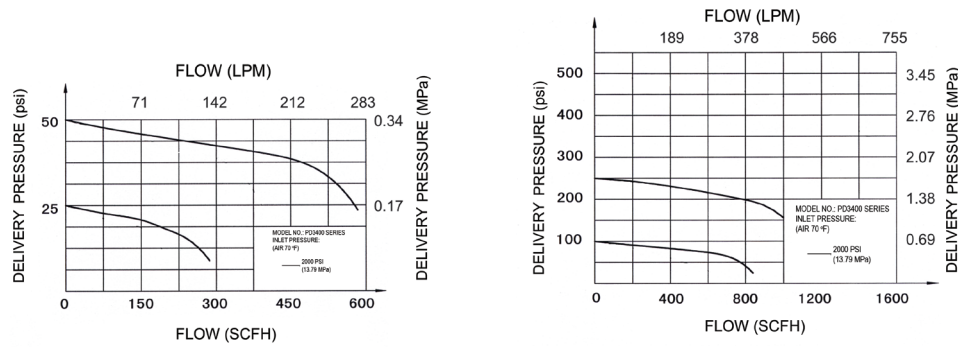 FLOW (LPM)
71 142 212 283
DELIVERY PRESSURE (psi)
50
25
0.34
0.17
DELIVERY PRESSURE (MPa)
MODEL NO.: PD3400 SERIES
INLET PRESSURE:
(AIR 70 ºF)
2000 PSI
(13.79 MPa)
0 150 300 450 600
FLOW (SCFH)
FLOW (LPM)
189 378 566 755
DELIVERY PRESSURE (psi)
500
400
300
200
100
3.45
2.76
2.07
1.38
0.69
DELIVERY PRESSURE (MPa)
MODEL NO.: PD3400 SERIES
INLET PRESSURE:
(AIR 70 ºF)
2000 PSI
(13.79 MPa)
0 400 800 1200 1600
FLOW (SCFH)